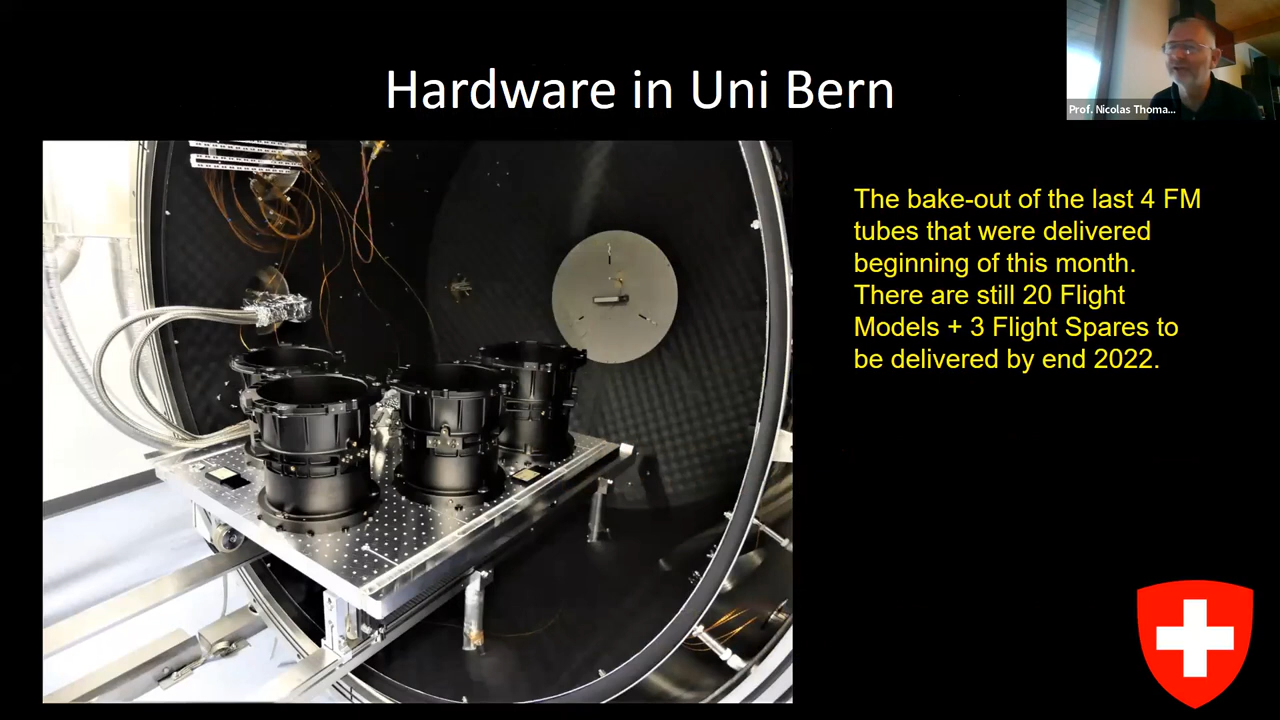 Hardware in Uni Bern
Prof. Nicolas Thoma...
The bake-out of the last 4 FM
tubes that were delivered
beginning of this month.
There are still 20 Flight
Models + 3 Flight Spares to
be delivered by end 2022.